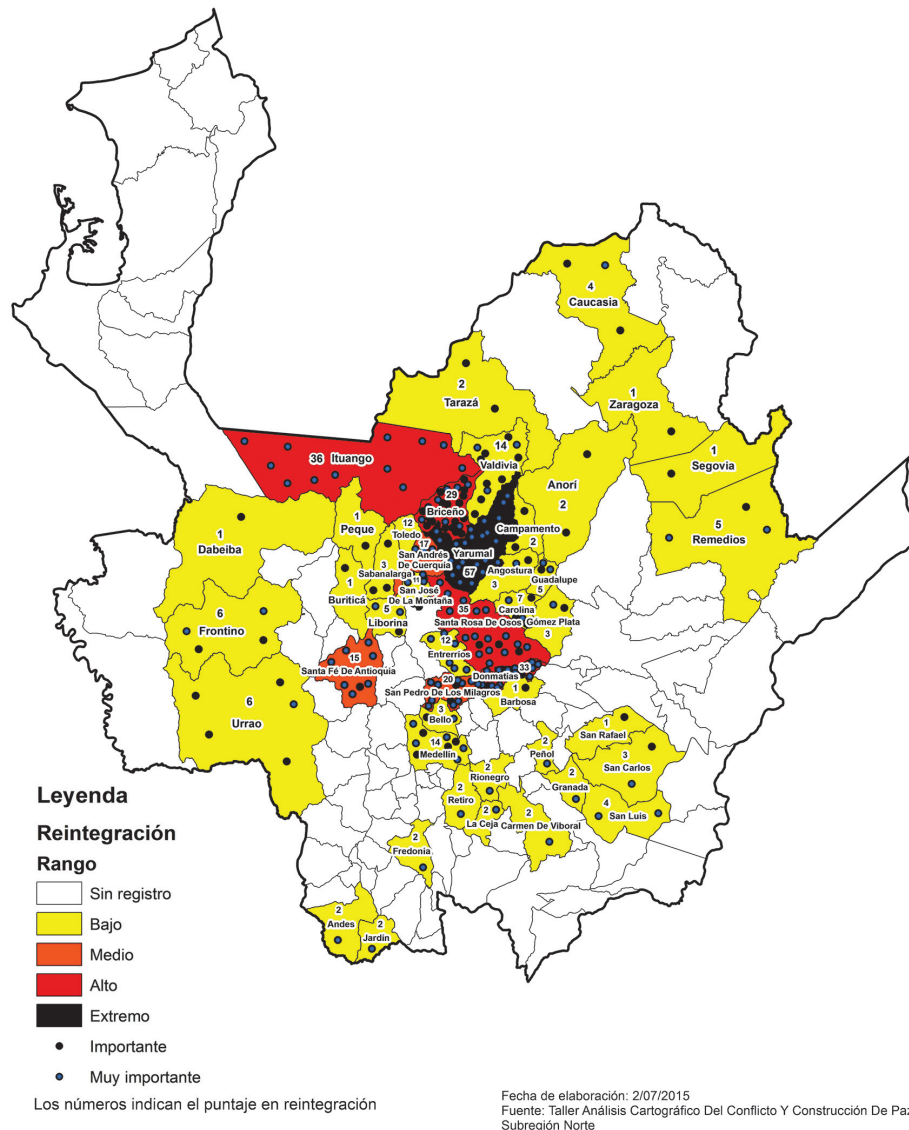 4
Caucasia
2
Tarazá
1
Zaragoza
1
Segovia
14
Valdivia
36 Ituango
29
Briceño
Anorí
2
5
Remedios
1
Peque
12
Toledo
Campamento
2
1
Dabeiba
17
San Andrés
De Cuerquia
Yarumal
57
3
Sabanalarga
11
San José
De La Montaña
Angostura
3
Guadalupe
5
1
Buriticá
5
Liborina
35
Santa Rosa De Osos
7
Carolina
Gómez Plata
3
6
Frontino
12
Entrerríos
15
Santa Fé De Antioquia
33
Donmatías
20
San Pedro De Los Milagros
1
Barbosa
6
Urrao
3
Bello
14
Medellín
1
San Rafael
2
Peñol
3
San Carlos
2
Rionegro
2
Granada
2
Retiro
2
La Ceja
2
Carmen De Viboral
4
San Luis
2
Fredonia
2
Andes
2
Jardín
Leyenda
Reintegración
Rango
Sin registro
Bajo
Medio
Alto
Extremo
Importante
Muy importante
Los números indican el puntaje en reintegración
Fecha de elaboración: 2/07/2015
Fuente: Taller Análisis Cartográfico Del Conflicto Y Construcción De Paz
Subregión Norte